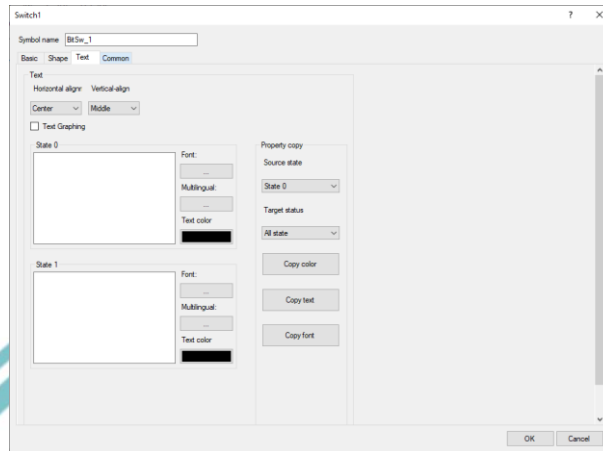 Switch1
? ×
Symbol name BitSw_1
Basic Shape Text Common
Text
Horizontal alignr Vertical-align
Center Middle
Text Graphing
State 0
Font:
...
Multilingual:
...
Text color
State 1
Font:
...
Multilingual:
...
Text color
Property copy
Source state
State 0
Target status
All state
Copy color
Copy text
Copy font
OK Cancel